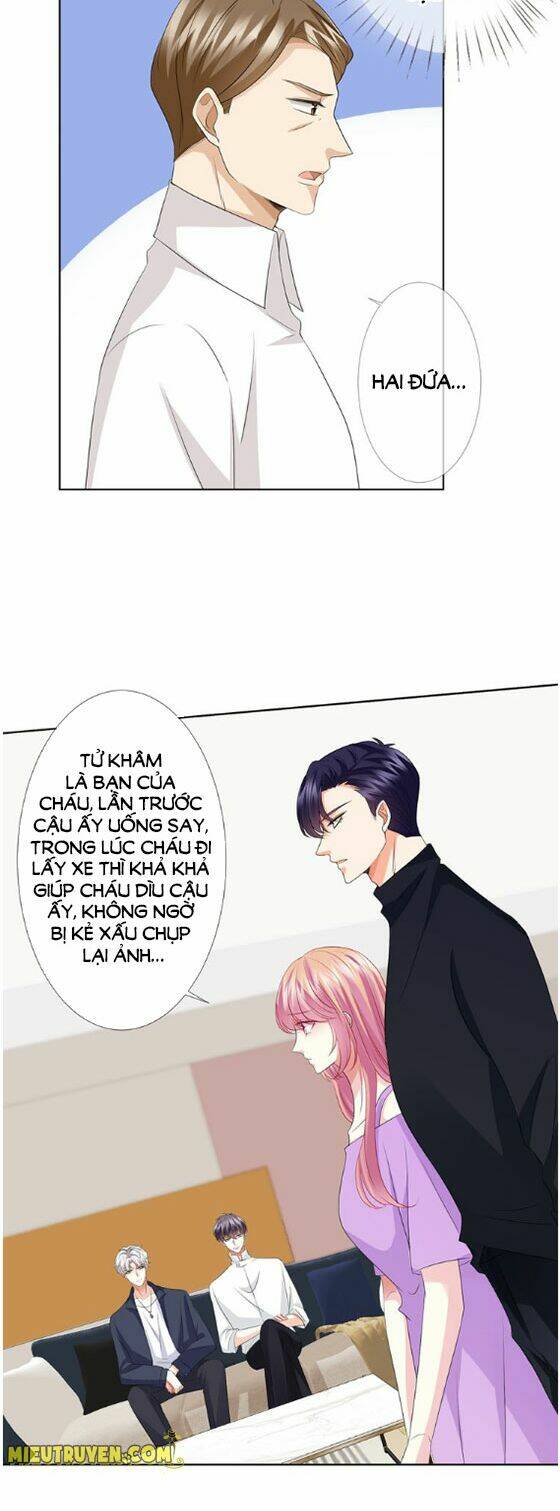 HAI ĐỨA...
TỬ KHÂM
LÀ BẠN CỦA
CHÁU, LẦN TRƯỚC
CẬU ẤY UỐNG SAY,
TRONG LÚC CHÁU ĐI
LẤY XE THÌ KHẢ KHẢ
GIÚP CHÁU DÌU CẬU
ẤY, KHÔNG NGỜ
BỊ KẺ XẤU CHỤP
LẠI ẢNH...
MIEUTRUYEN.COM